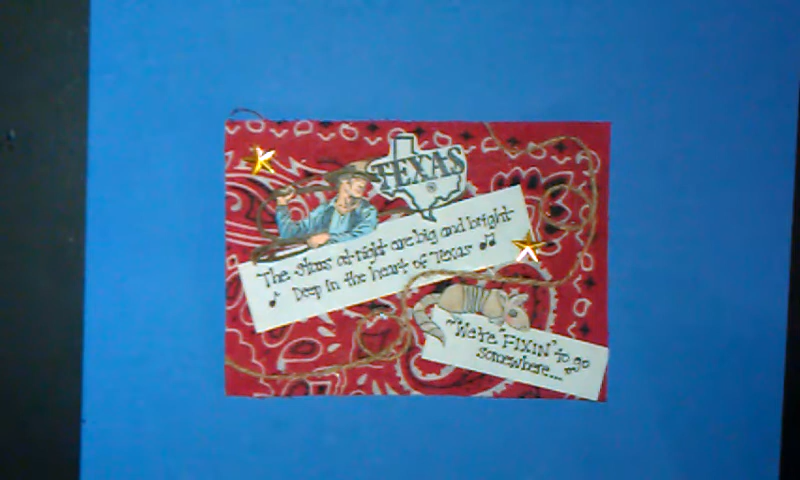 TEXAS
The stars at night are big and bright
Deep in the heart of Texas
"We're "FIXIN" to go
somewhere...